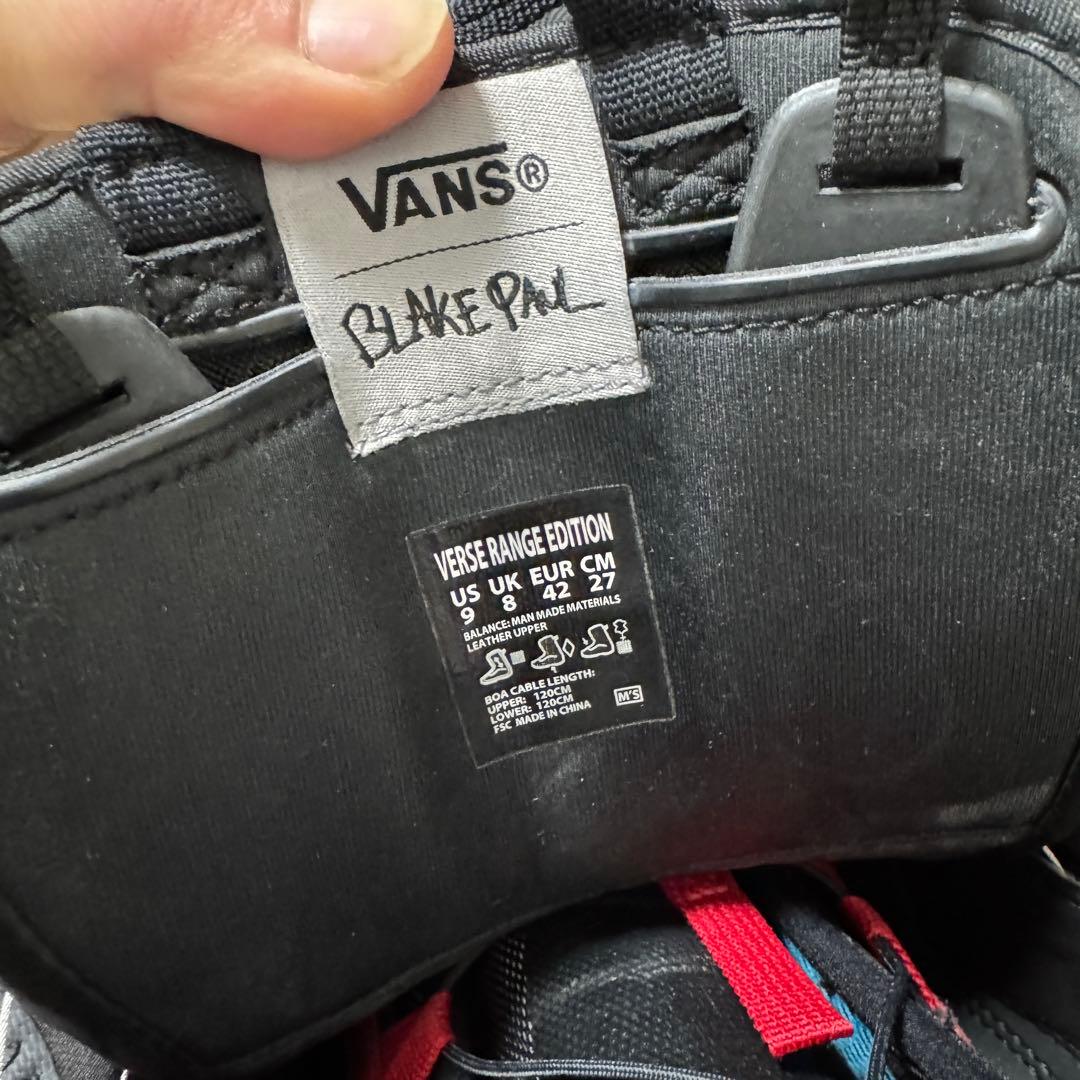 VANS®
BLAKE PAUL
VERSE RANGE EDITION
US UK EUR CM
9 8 42 27
BALANCE: MAN MADE MATERIALS
LEATHER UPPER
BOA CABLE LENGTH:
UPPER: 120CM
LOWER: 120CM
FSC MADE IN CHINA
M'S